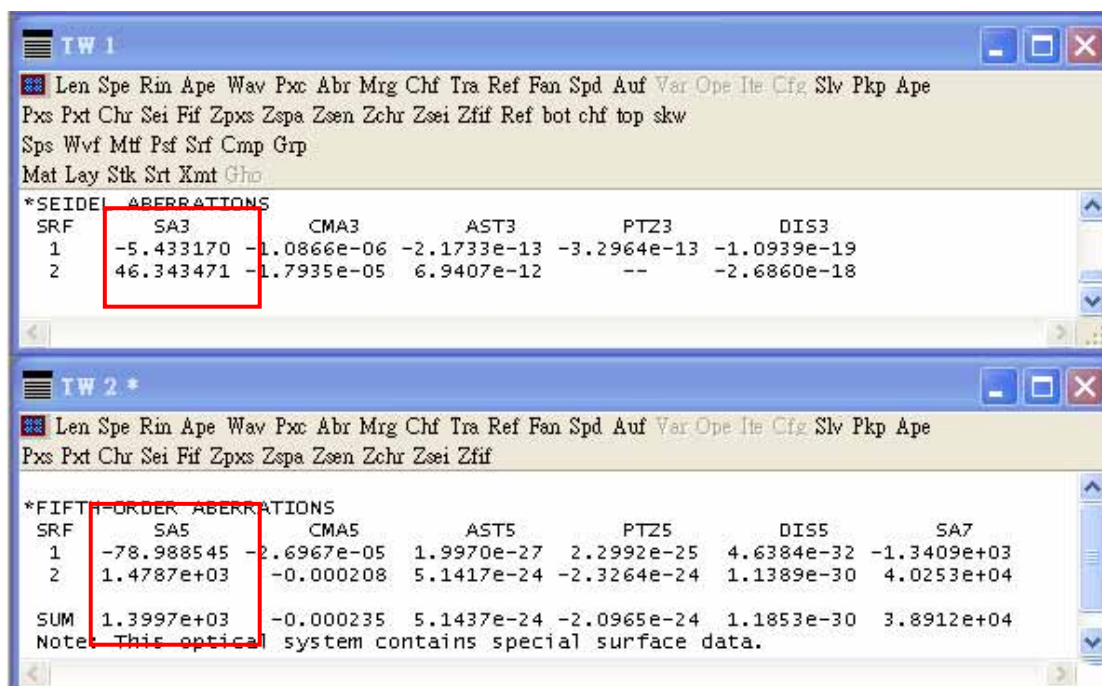 TW 1
Len Spe Rin Ape Wav Pxc Abr Mrg Chf Tra Ref Fan Spd Auf Var Ope Ite Cfg Slv Pkp Ape
Pxs Pxt Chr Sei Fif Zpxs Zspa Zsen Zchr Zsei Zfif Ref bot chf top skw
Sps Wvf Mtf Psf Srf Cmp Grp
Mat Lay Stk Srt Xmt Gho
*SEIDEL ABERRATIONS
SRF SA3 CMA3 AST3 PTZ3 DIS3
1 -5.433170 -1.0866e-06 -2.1733e-13 -3.2964e-13 -1.0939e-19
2 46.343471 -1.7935e-05 6.9407e-12 -- -2.6860e-18
TW 2 *
Len Spe Rin Ape Wav Pxc Abr Mrg Chf Tra Ref Fan Spd Auf Var Ope Ite Cfg Slv Pkp Ape
Pxs Pxt Chr Sei Fif Zpxs Zspa Zsen Zchr Zsei Zfif
*FIFTH-ORDER ABERRATIONS
SRF SA5 CMA5 AST5 PTZ5 DIS5 SA7
1 -78.988545 -2.6967e-05 1.9970e-27 2.2992e-25 4.6384e-32 -1.3409e+03
2 1.4787e+03 -0.000208 5.1417e-24 -2.3264e-24 1.1389e-30 4.0253e+04
SUM 1.3997e+03 -0.000235 5.1437e-24 -2.0965e-24 1.1853e-30 3.8912e+04
Note: This optical system contains special surface data.